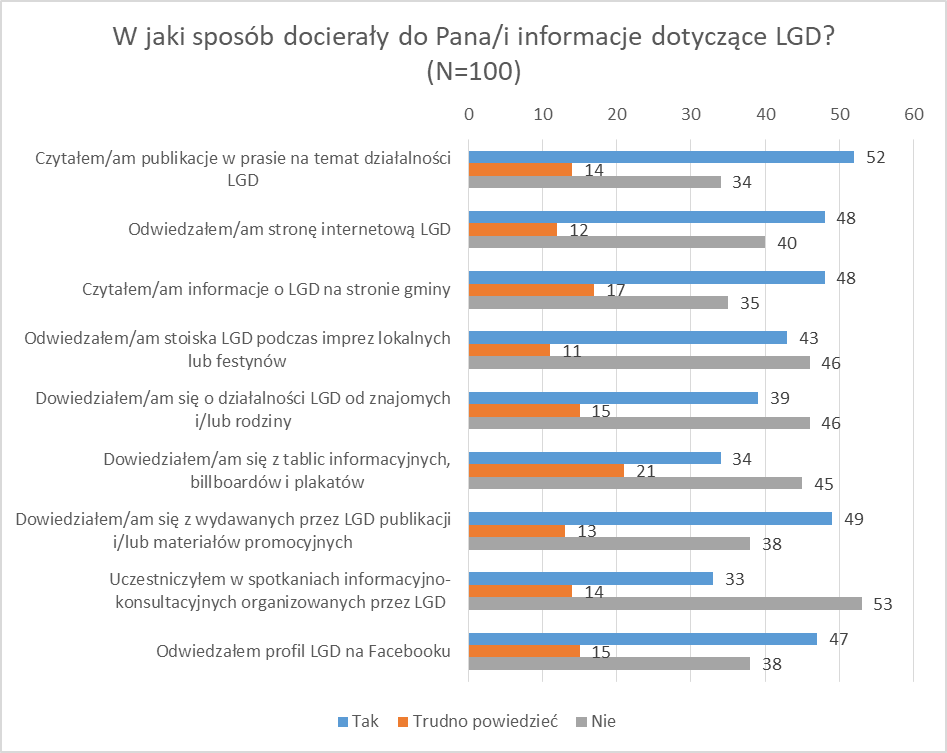 W jaki sposób docierały do Pana/i informacje dotyczące LGD?
(N=100)
0 10 20 30 40 50 60
Czytałem/am publikacje w prasie na temat działalności
LGD
52
14
34
Odwiedzałem/am stronę internetową LGD
48
12
40
Czytałem/am informacje o LGD na stronie gminy
48
17
35
Odwiedzałem/am stoiska LGD podczas imprez lokalnych
lub festynów
43
11
46
Dowiedziałem/am się o działalności LGD od znajomych
i/lub rodziny
39
15
46
Dowiedziałem/am się z tablic informacyjnych,
billboardów i plakatów
34
21
45
Dowiedziałem/am się z wydawanych przez LGD publikacji
i/lub materiałów promocyjnych
49
13
38
Uczestniczyłem w spotkaniach informacyjno-
konsultacyjnych organizowanych przez LGD
33
14
53
Odwiedzałem profil LGD na Facebooku
47
15
38
Tak Trudno powiedzieć Nie